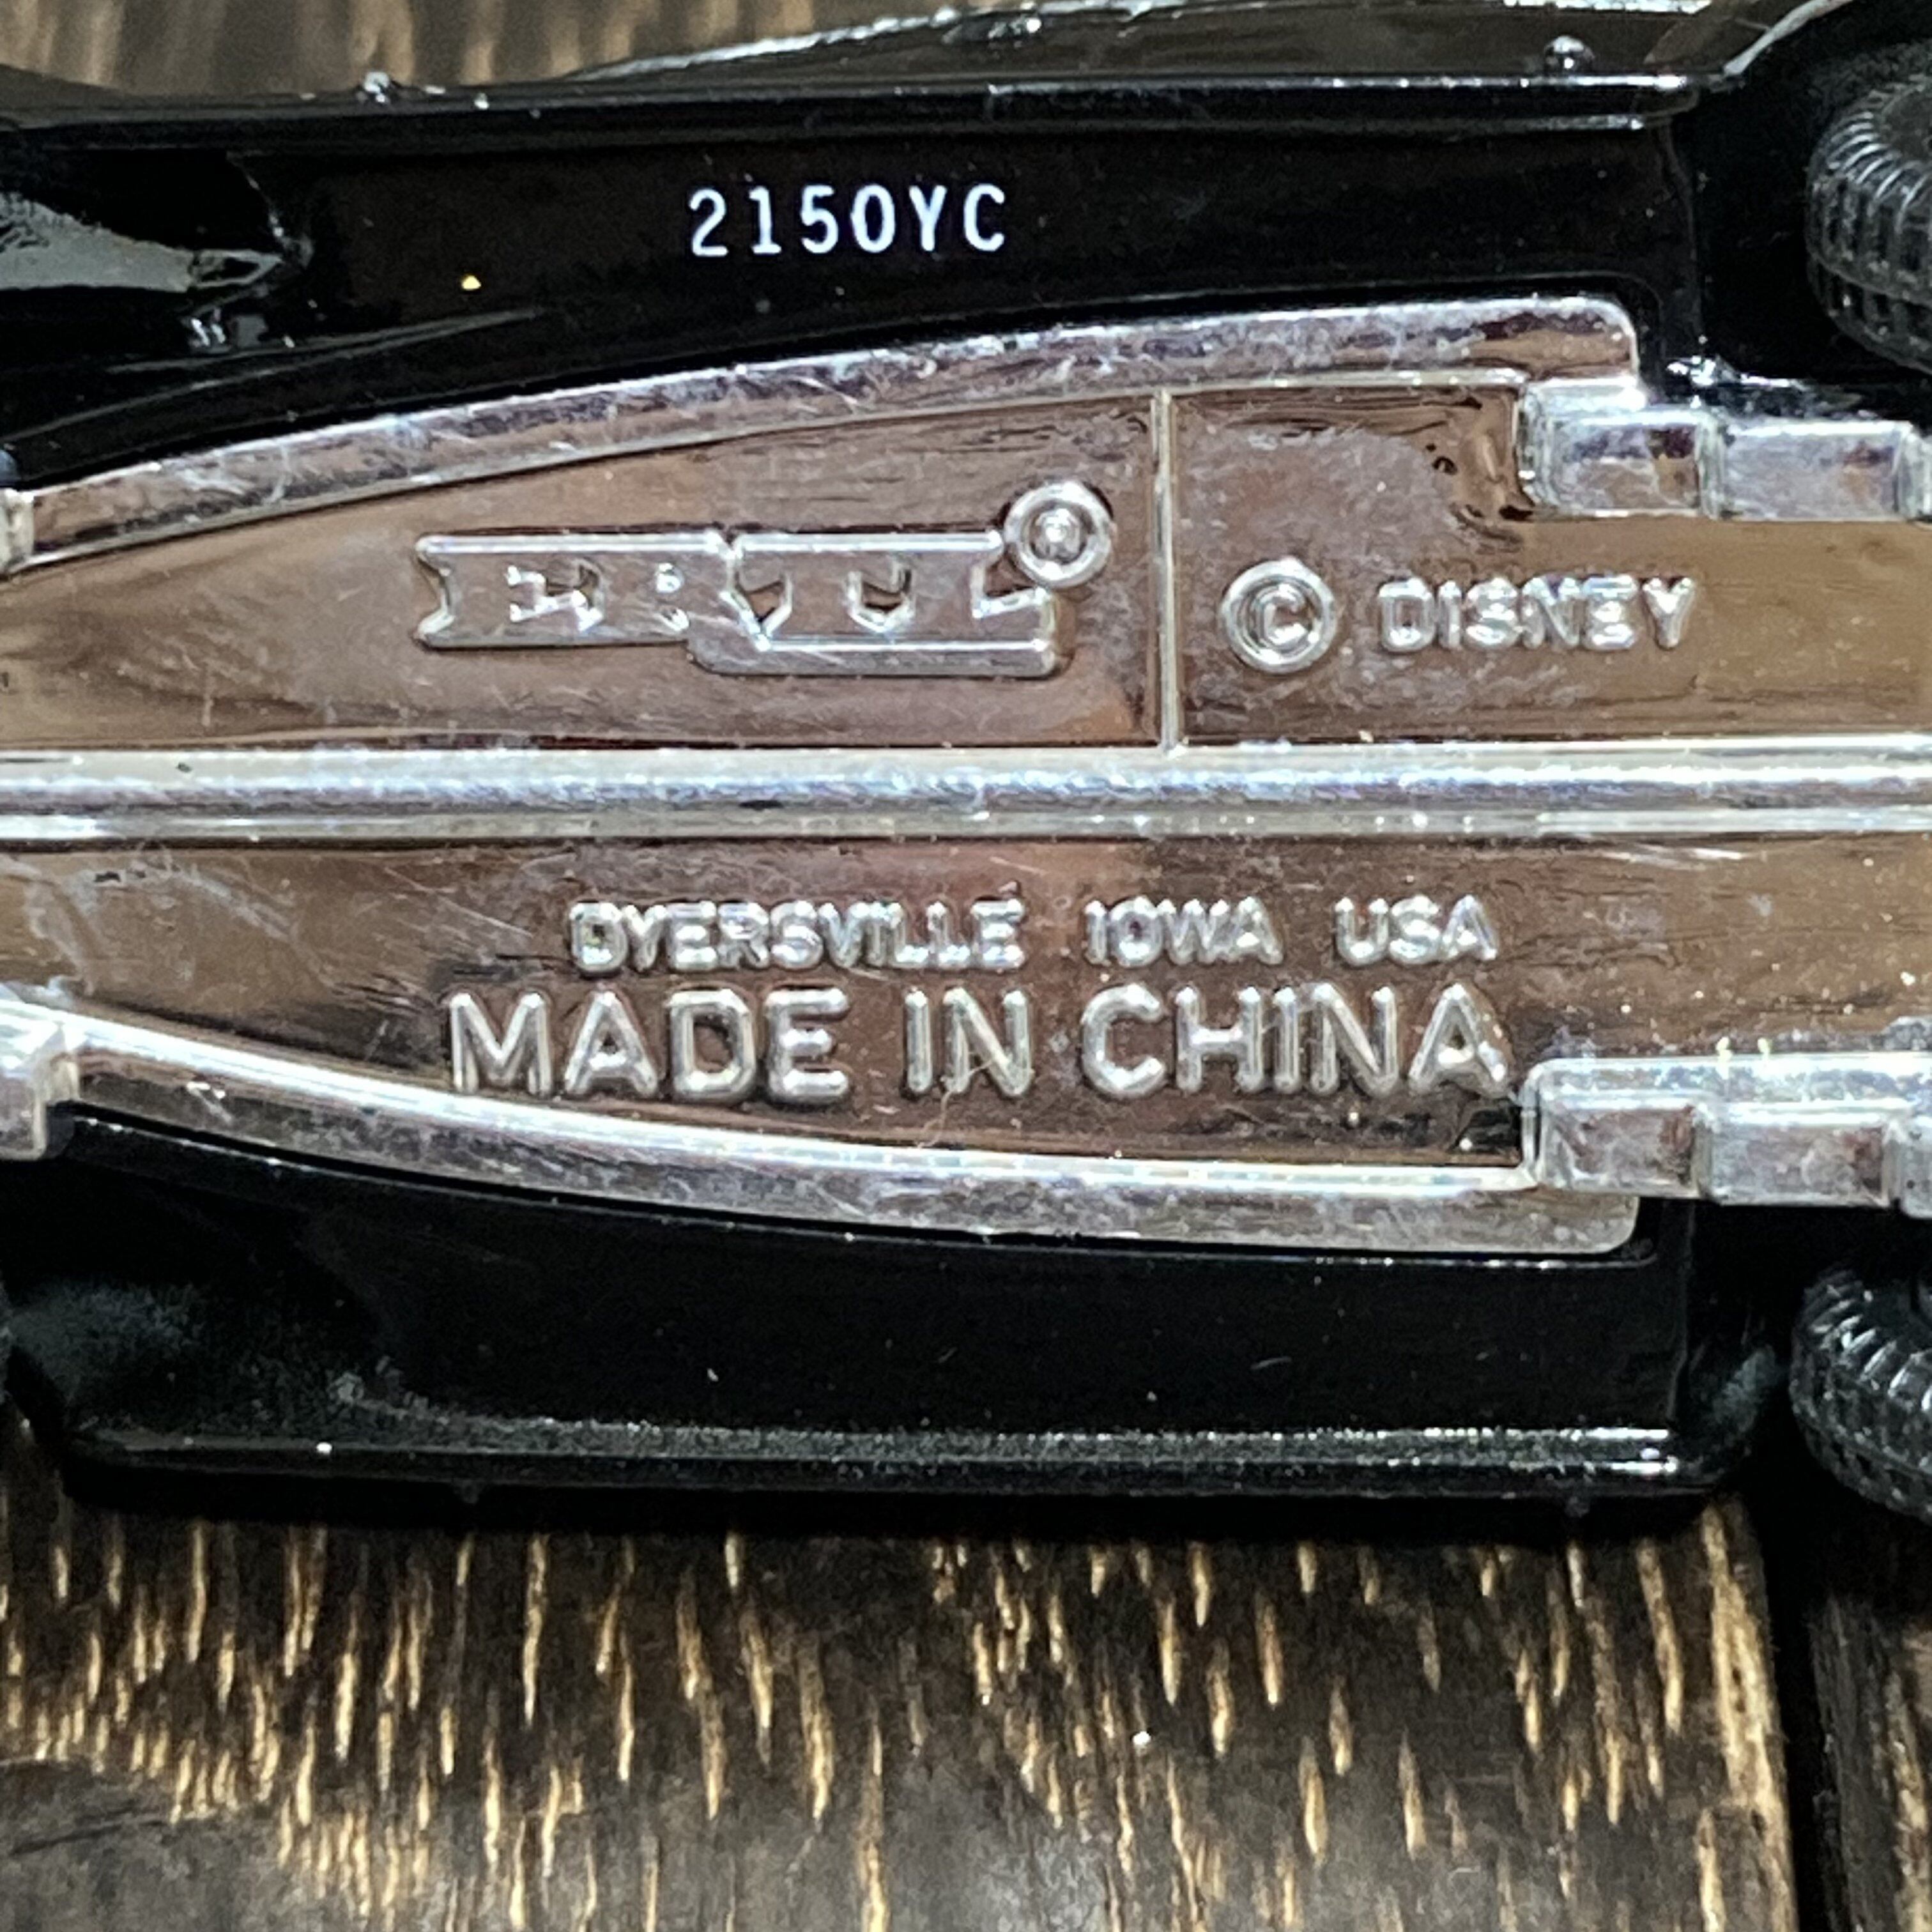 2150YC
ERTL ®
© DISNEY
DYERSVILLE IOWA USA
MADE IN CHINA